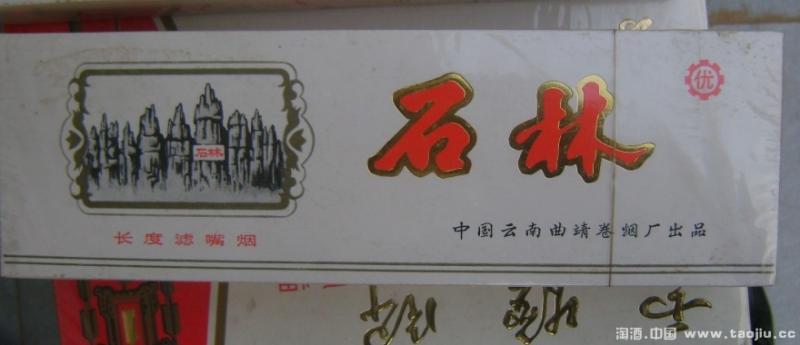 石林
优
石林
长度滤嘴烟
中国云南曲靖卷烟厂出品
淘酒.中国 www.taojiu.cc